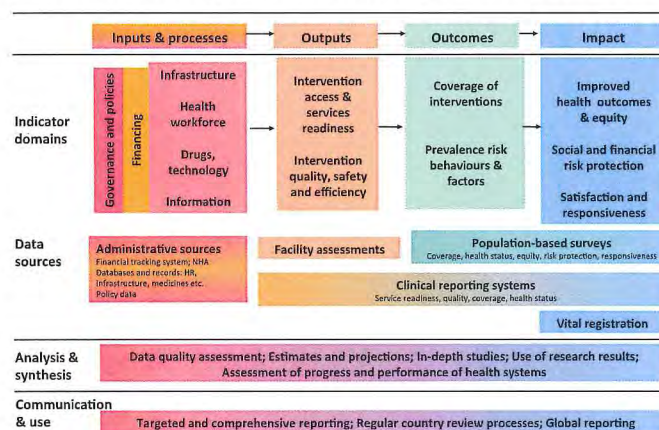 Inputs & processes
Outputs
Outcomes
Impact
Indicator
domains
Governance and policies
Financing
Infrastructure
Health
workforce
Drugs,
technology
Information
Intervention
access &
services
readiness
Intervention
quality, safety
and efficiency
Coverage of
interventions
Prevalence risk
behaviours &
factors
Improved
health outcomes
& equity
Social and financial
risk protection
Satisfaction and
responsiveness
Data
sources
Administrative sources
Financial tracking system; NHA
Databases and records: HR,
Infrastructure, medicines etc.
Policy data
Facility assessments
Population-based surveys
Coverage, health status, equity, risk protection, responsiveness
Clinical reporting systems
Service readiness, quality, coverage, health status
Vital registration
Analysis &
synthesis
Data quality assessment; Estimates and projections; In-depth studies; Use of research results;
Assessment of progress and performance of health systems
Communication
& use
Targeted and comprehensive reporting; Regular country review processes; Global reporting